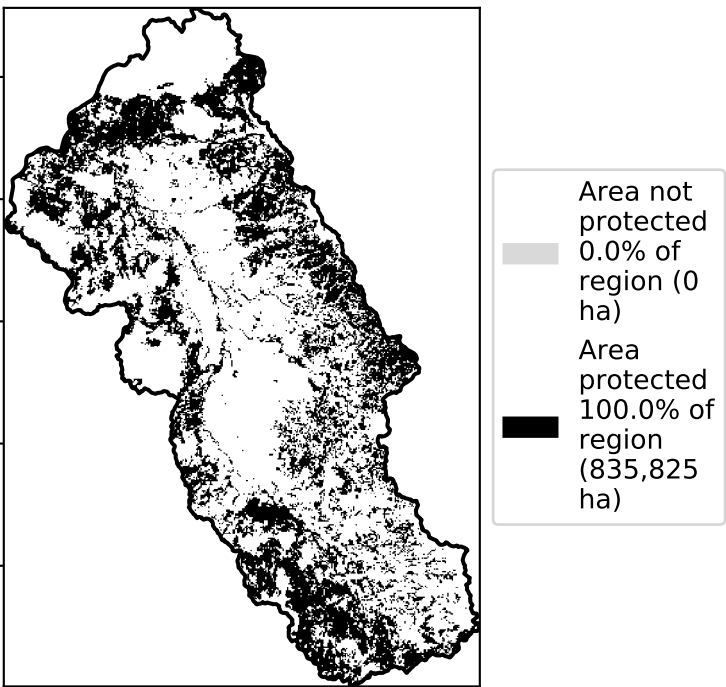 Area not
protected
0.0% of
region (0
ha)
Area
protected
100.0% of
region
(835,825
ha)